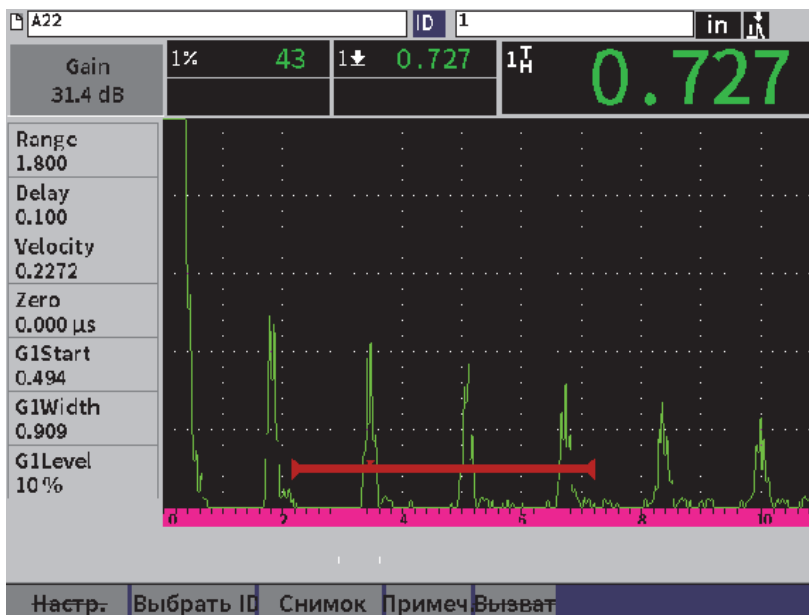 A22 ID 1 in
Gain
31.4 dB
1% 43 1 0.727 1 T H 0.727
Range
1.800
Delay
0.100
Velocity
0.2272
Zero
0.000 µs
G1Start
0.494
G1Width
0.909
G1Level
10 %
0 2 4 6 8 10
Настр. Выбрать ID Снимок Примеч. Вызват